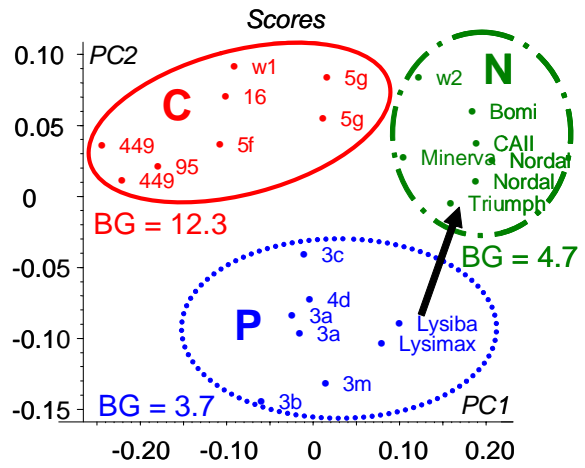 Scores
0.10
PC2
w1
5g
w2
N
16
C
Bomi
5g
0.05
449
5f
CAII
95
Minerva
Nordal
449
Nordal
0
Triumph
BG = 12.3
BG = 4.7
3c
-0.05
4d
3a
P
Lysiba
3a
-0.10
Lysimax
3m
BG = 3.7
3b
PC1
-0.15
-0.20 -0.10 0 0.10 0.20